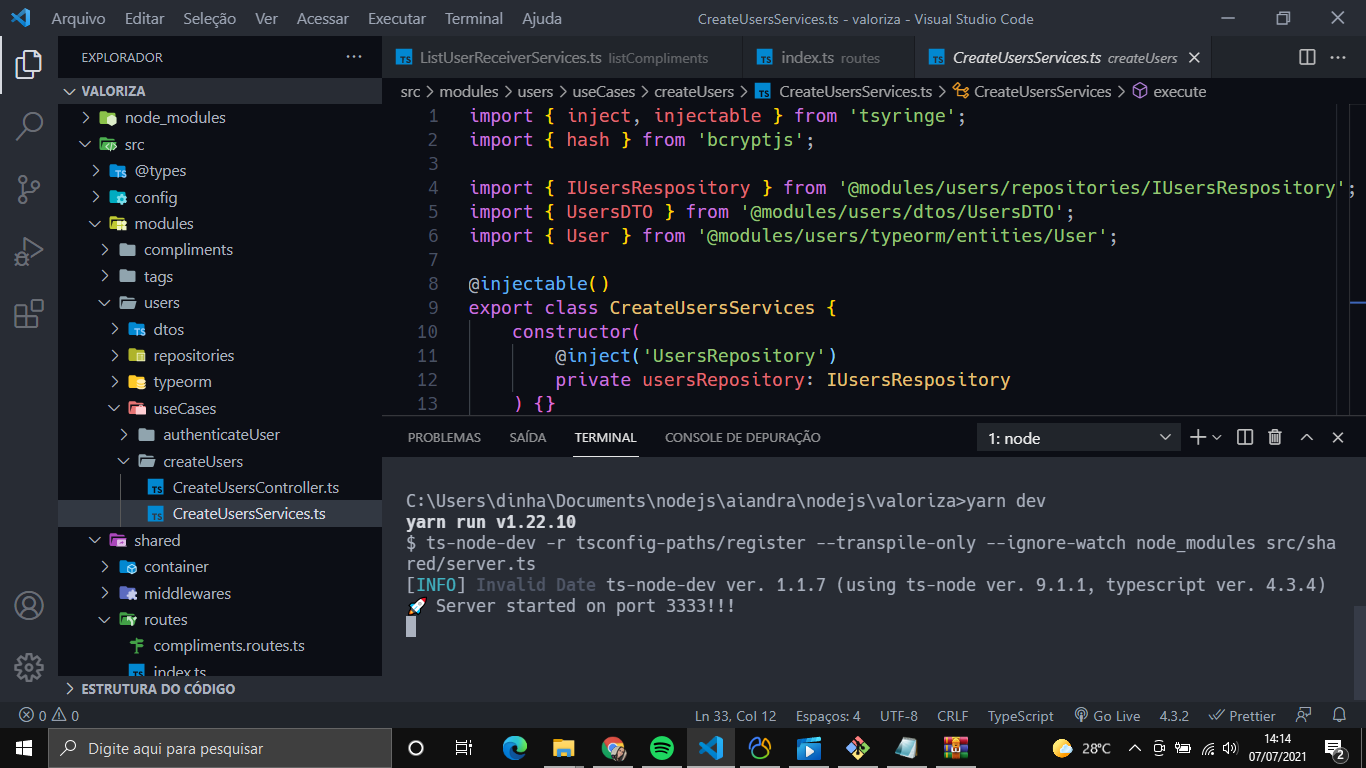 Arquivo Editar Seleção Ver Acessar Executar Terminal Ajuda CreateUsersServices.ts - valoriza - Visual Studio Code
EXPLORADOR
VALORIZA
node_modules
src
@types
config
modules
compliments
tags
users
dtos
repositories
typeorm
useCases
authenticateUser
createUsers
CreateUsersController.ts
CreateUsersServices.ts
shared
container
middlewares
routes
compliments.routes.ts
index.ts
ESTRUTURA DO CÓDIGO
ListUserReceiverServices.ts listCompliments index.ts routes CreateUsersServices.ts createUsers
src > modules > users > useCases > createUsers > CreateUsersServices.ts > CreateUsersServices > execute
1 import { inject, injectable } from 'tsyringe';
2 import { hash } from 'bcryptjs';
3
4 import { IUsersRespository } from '@modules/users/repositories/IUsersRespository';
5 import { UsersDTO } from '@modules/users/dtos/UsersDTO';
6 import { User } from '@modules/users/typeorm/entities/User';
7
8 @injectable()
9 export class CreateUsersServices {
10 constructor(
11 @inject('UsersRepository')
12 private usersRepository: IUsersRespository
13 ) {}
PROBLEMAS SAÍDA TERMINAL CONSOLE DE DEPURAÇÃO 1: node
C:\Users\dinha\Documents\nodejs\aiandra\nodejs\valoriza>yarn dev
yarn run v1.22.10
$ ts-node-dev -r tsconfig-paths/register --transpile-only --ignore-watch node_modules src/sha
red/server.ts
[INFO] Invalid Date ts-node-dev ver. 1.1.7 (using ts-node ver. 9.1.1, typescript ver. 4.3.4)
🚀 Server started on port 3333!!!
0 0 Ln 33, Col 12 Espaços: 4 UTF-8 CRLF TypeScript Go Live 4.3.2 Prettier
Digite aqui para pesquisar 28°C 14:14
07/07/2021 2